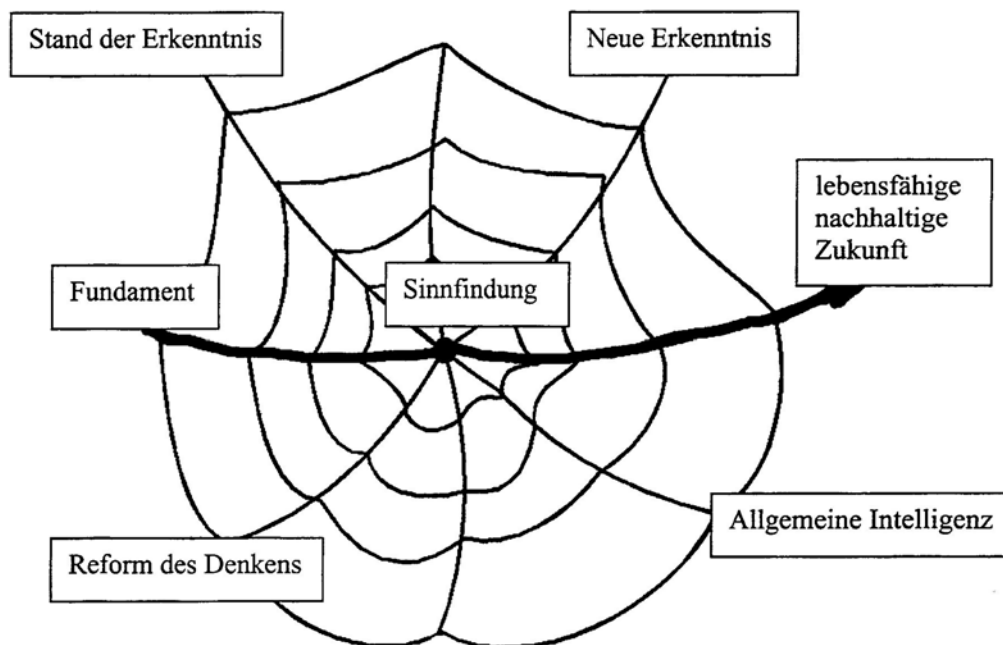 Stand der Erkenntnis
Neue Erkenntnis
lebensfähige
nachhaltige
Zukunft
Fundament
Sinnfindung
Allgemeine Intelligenz
Reform des Denkens